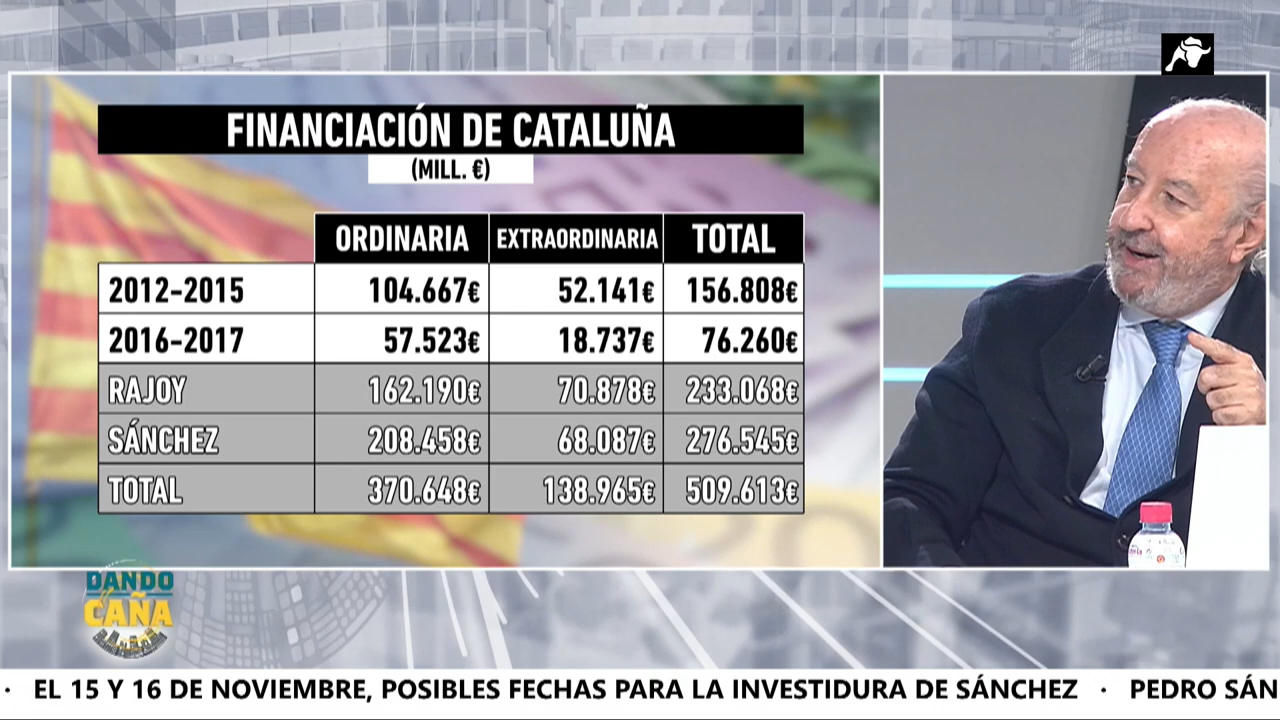 FINANCIACIÓN DE CATALUÑA
(MILL. €)
ORDINARIA EXTRAORDINARIA TOTAL
2012-2015 104.667€ 52.141€ 156.808€
2016-2017 57.523€ 18.737€ 76.260€
RAJOY 162.190€ 70.878€ 233.068€
SÁNCHEZ 208.458€ 68.087€ 276.545€
TOTAL 370.648€ 138.965€ 509.613€
DANDO
CAÑA
· EL 15 Y 16 DE NOVIEMBRE, POSIBLES FECHAS PARA LA INVESTIDURA DE SÁNCHEZ · PEDRO SÁN